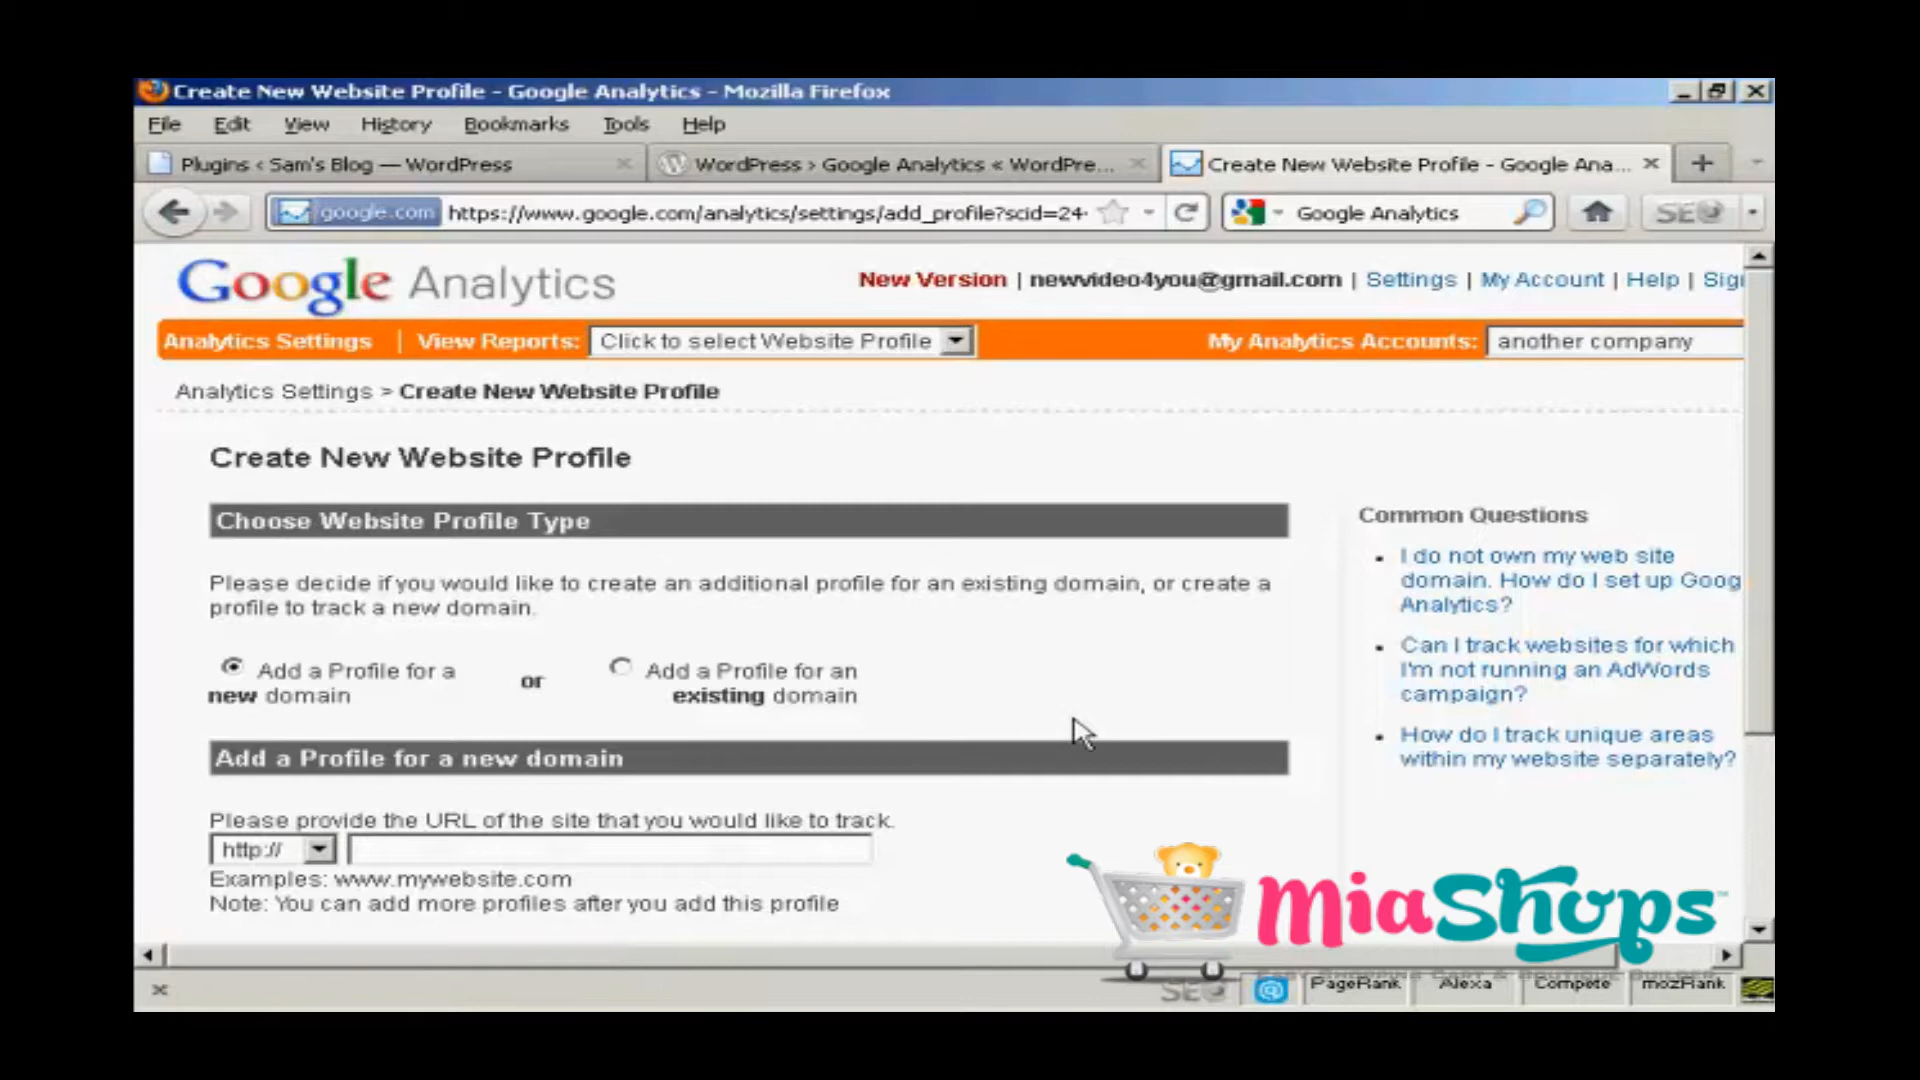 Create New Website Profile - Google Analytics - Mozilla Firefox
File Edit View History Bookmarks Tools Help
Plugins ‹ Sam's Blog — WordPress
WordPress › Google Analytics « WordPre...
Create New Website Profile - Google Ana...
google.com https://www.google.com/analytics/settings/add_profile?scid=24
Google Analytics
SEO
Google Analytics
New Version | newvideo4you@gmail.com | Settings | My Account | Help | Sig
Analytics Settings | View Reports: Click to select Website Profile
My Analytics Accounts: another company
Analytics Settings > Create New Website Profile
Create New Website Profile
Choose Website Profile Type
Please decide if you would like to create an additional profile for an existing domain, or create a
profile to track a new domain.
Add a Profile for a
new domain
or
Add a Profile for an
existing domain
Add a Profile for a new domain
Please provide the URL of the site that you would like to track.
http://
Examples: www.mywebsite.com
Note: You can add more profiles after you add this profile
Common Questions
I do not own my web site
domain. How do I set up Goog
Analytics?
Can I track websites for which
I'm not running an AdWords
campaign?
How do I track unique areas
within my website separately?
MiaShops™
SEO
PageRank
Alexa
Compete
mozRank